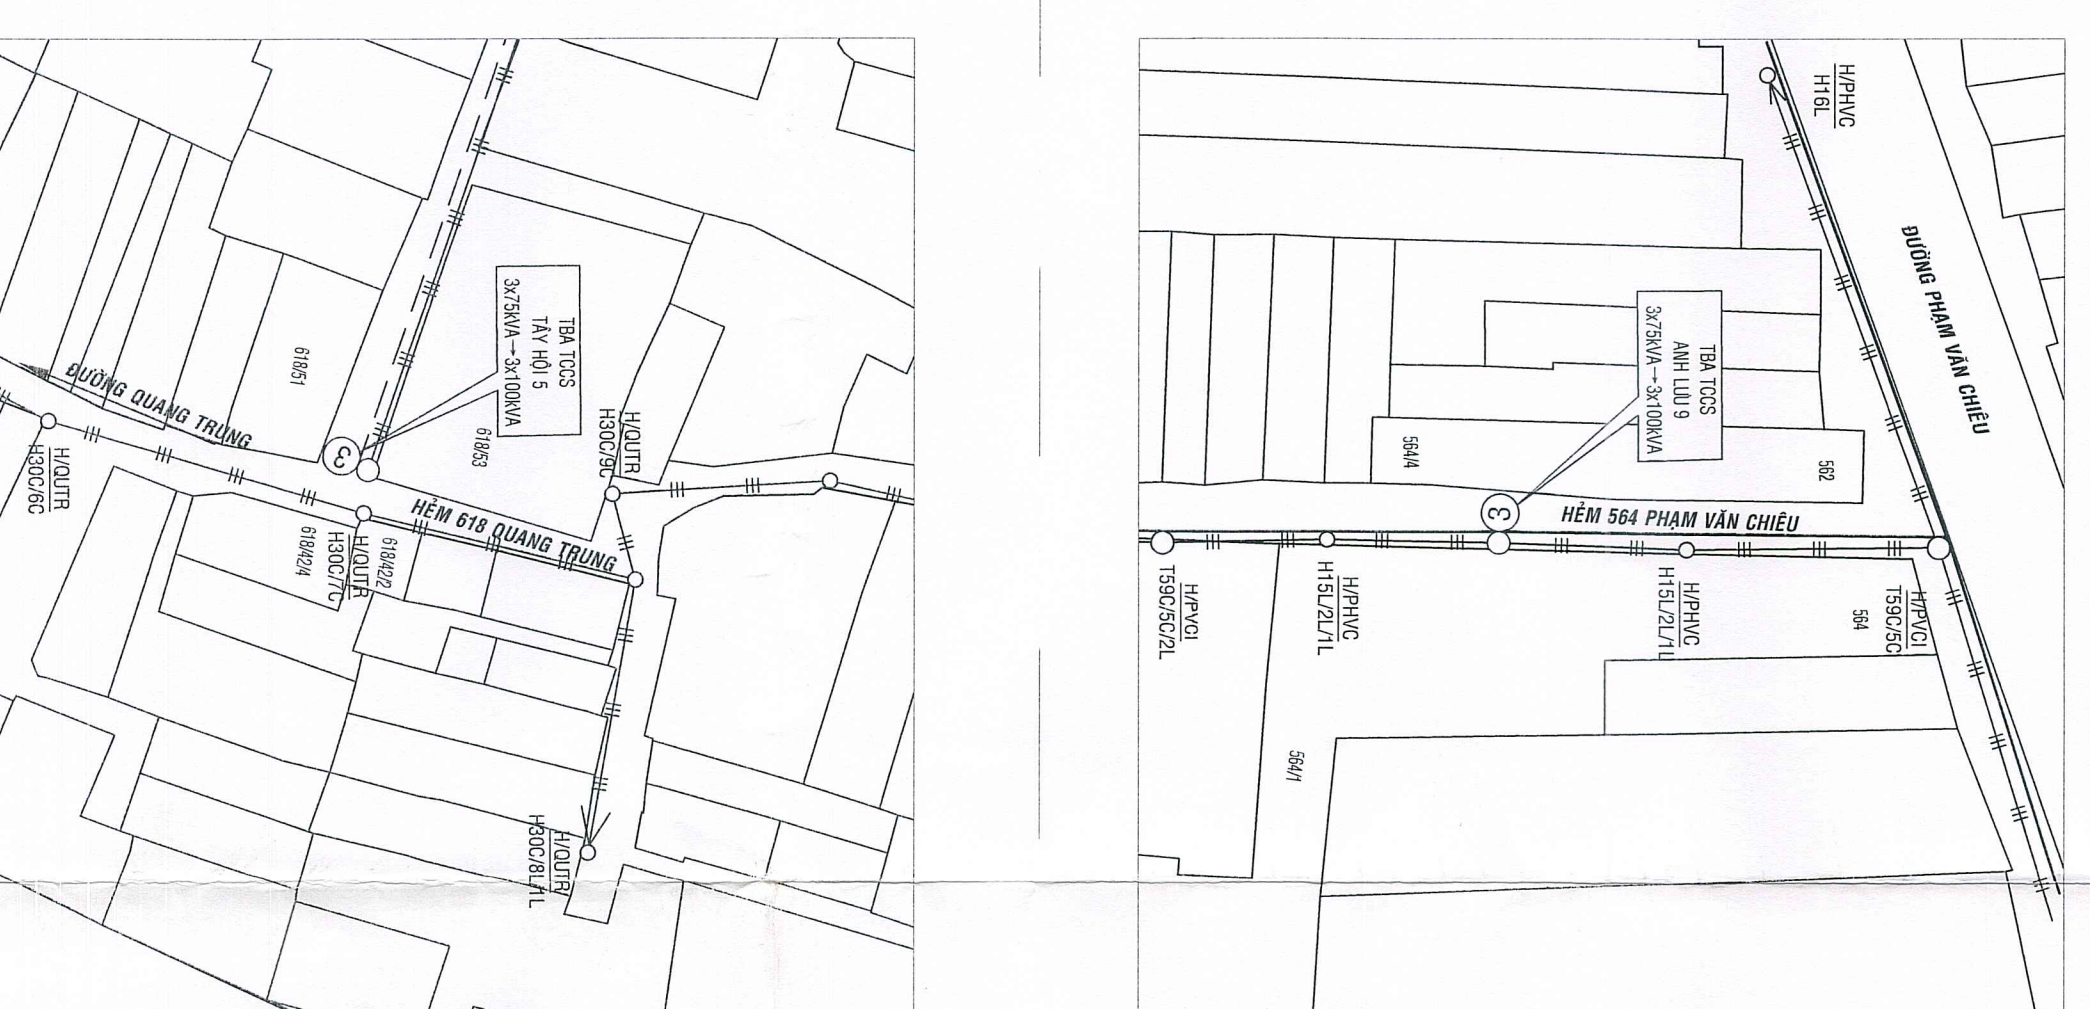 TBA TCCS
TÂY HỘI 5
3x75kVA→3x100kVA
618/51
ĐƯỜNG QUANG TRUNG
3
618/53
H/QUTR
H30C/9C
H/QUTR
H30C/6C
HẺM 618 QUANG TRUNG
H/QUTR
H30C/7C
618/42/2
618/42/4
H/QUTR
H30C/8L/1L
H/PHVC
H16L
ĐƯỜNG PHẠM VĂN CHIÊU
TBA TCCS
ANH LƯU 9
3x75kVA→3x100kVA
564/4
562
3
HẺM 564 PHẠM VĂN CHIÊU
H/PVCI
T59C/5C/2L
H/PHVC
H15L/2L/1L
H/PHVC
H15L/2L/1L
564
H/PVCI
T59C/5C
564/1